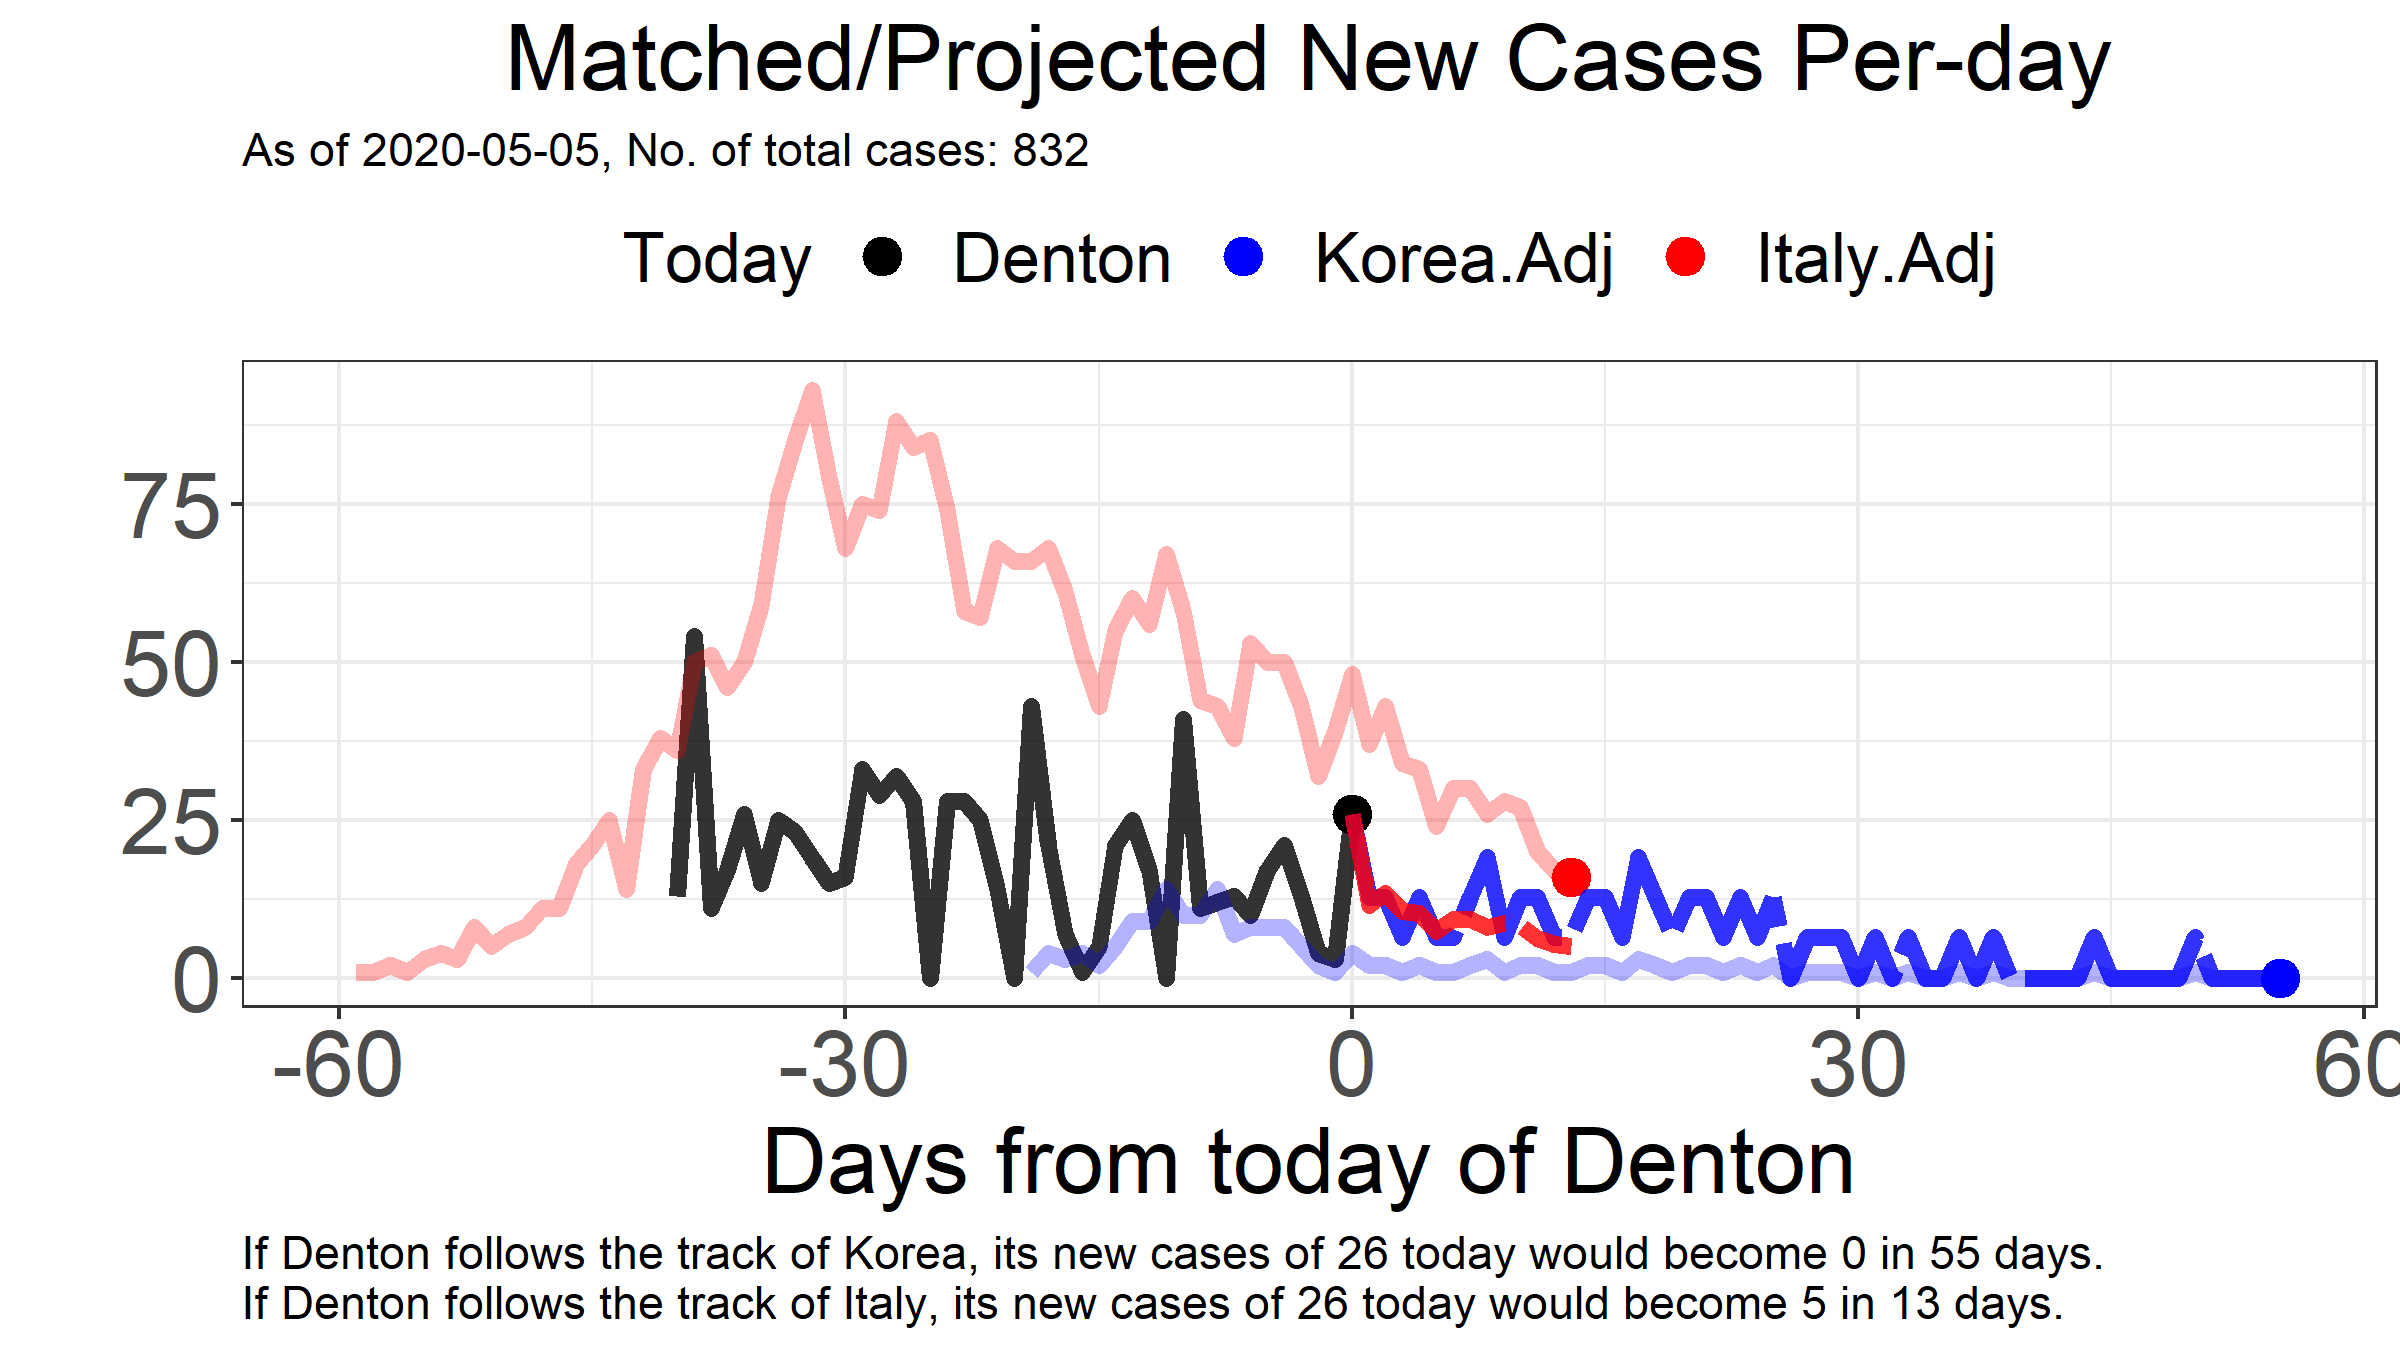 Matched/Projected New Cases Per-day
As of 2020-05-05, No. of total cases: 832
Today Denton Korea.Adj Italy.Adj
75
50
25
0
-60 -30 0 30 60
Days from today of Denton
If Denton follows the track of Korea, its new cases of 26 today would become 0 in 55 days.
If Denton follows the track of Italy, its new cases of 26 today would become 5 in 13 days.